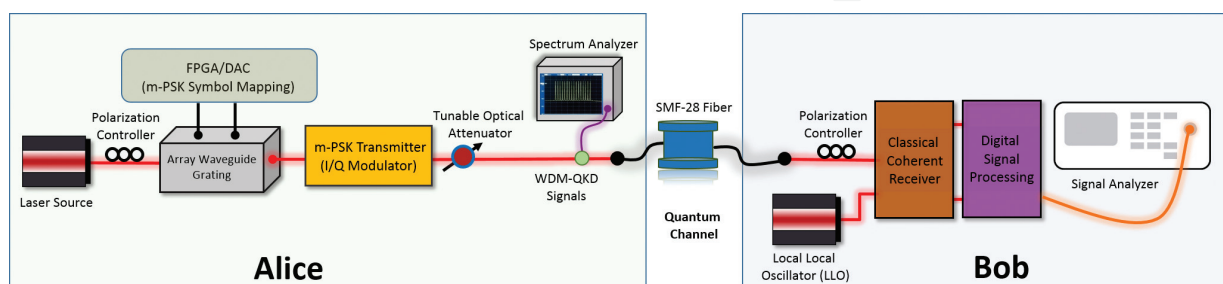 FPGA/DAC
(m-PSK Symbol Mapping)
Polarization
Controller
Laser Source
Array Waveguide
Grating
m-PSK Transmitter
(I/Q Modulator)
Tunable Optical
Attenuator
Spectrum Analyzer
WDM-QKD
Signals
Alice
SMF-28 Fiber
Quantum
Channel
Polarization
Controller
Classical
Coherent
Receiver
Digital
Signal
Processing
Signal Analyzer
Local Local
Oscillator (LLO)
Bob